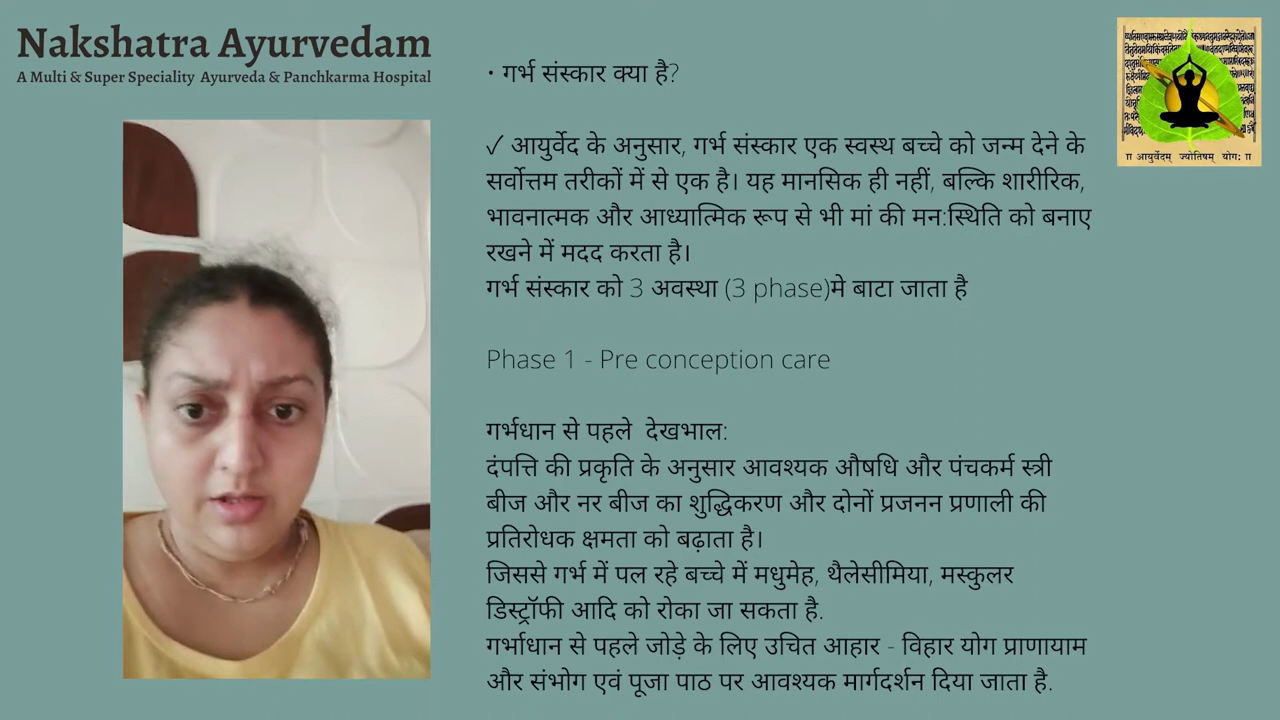 Nakshatra Ayurvedam
A Multi & Super Speciality Ayurveda & Panchkarma Hospital
• गर्भ संस्कार क्या है?
✓ आयुर्वेद के अनुसार, गर्भ संस्कार एक स्वस्थ बच्चे को जन्म देने के
सर्वोत्तम तरीकों में से एक है। यह मानसिक ही नहीं, बल्कि शारीरिक,
भावनात्मक और आध्यात्मिक रूप से भी मां की मन:स्थिति को बनाए
रखने में मदद करता है।
गर्भ संस्कार को 3 अवस्था (3 phase)मे बाटा जाता है
Phase 1 - Pre conception care
गर्भधान से पहले देखभाल:
दंपत्ति की प्रकृति के अनुसार आवश्यक औषधि और पंचकर्म स्त्री
बीज और नर बीज का शुद्धिकरण और दोनों प्रजनन प्रणाली की
प्रतिरोधक क्षमता को बढ़ाता है।
जिससे गर्भ में पल रहे बच्चे में मधुमेह, थैलेसीमिया, मस्कुलर
डिस्ट्रॉफी आदि को रोका जा सकता है.
गर्भाधान से पहले जोड़े के लिए उचित आहार - विहार योग प्राणायाम
और संभोग एवं पूजा पाठ पर आवश्यक मार्गदर्शन दिया जाता है.
॥ आयुर्वेदम् ज्योतिषम् योग: ॥